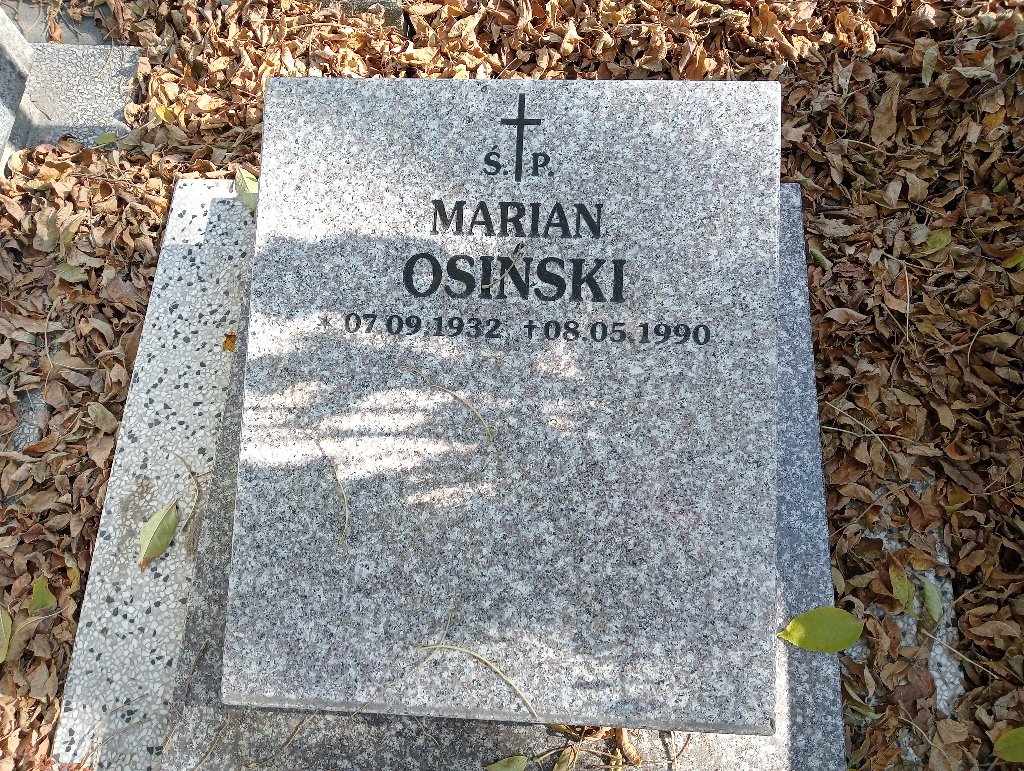 Ś. P.
MARIAN
OSIŃSKI
* 07.09.1932 †08.05.1990